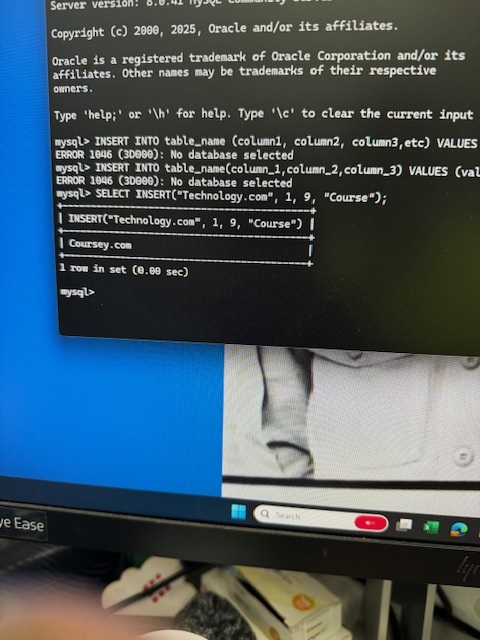 Server version: 8.0.41 MySQL Community Server
Copyright (c) 2000, 2025, Oracle and/or its affiliates.
Oracle is a registered trademark of Oracle Corporation and/or its
affiliates. Other names may be trademarks of their respective
owners.
Type 'help;' or '\h' for help. Type '\c' to clear the current input
mysql> INSERT INTO table_name (column1, column2, column3,etc) VALUES
ERROR 1046 (3D000): No database selected
mysql> INSERT INTO table_name(column_1,column_2,column_3) VALUES (val
ERROR 1046 (3D000): No database selected
mysql> SELECT INSERT("Technology.com", 1, 9, "Course");
| INSERT("Technology.com", 1, 9, "Course") |
| Coursey.com |
1 row in set (0.00 sec)
mysql>
Search
ve Ease